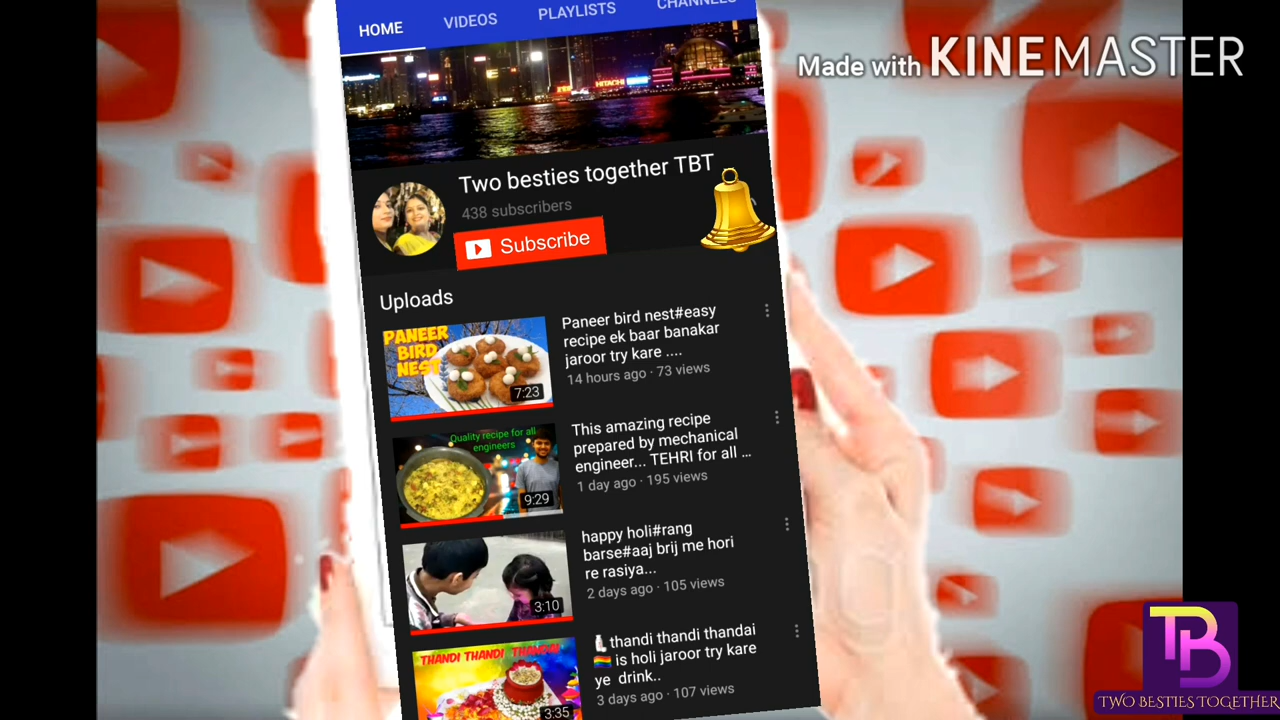 HOME VIDEOS PLAYLISTS CHANNELS
Made with KINEMASTER
HITACHI
Two besties together TBT
438 subscribers
Subscribe
Uploads
PANEER
BIRD
NEST
7:23
Paneer bird nest#easy
recipe ek baar banakar
jaroor try kare ....
14 hours ago · 73 views
Quality recipe for all
engineers
9:29
This amazing recipe
prepared by mechanical
engineer... TEHRI for all ...
1 day ago · 195 views
3:10
happy holi#rang
barse#aaj brij me hori
re rasiya...
2 days ago · 105 views
THANDI THANDI THANDAI
3:35
thandi thandi thandai
is holi jaroor try kare
ye drink..
3 days ago · 107 views
TB
TWO BESTIES TOGETHER